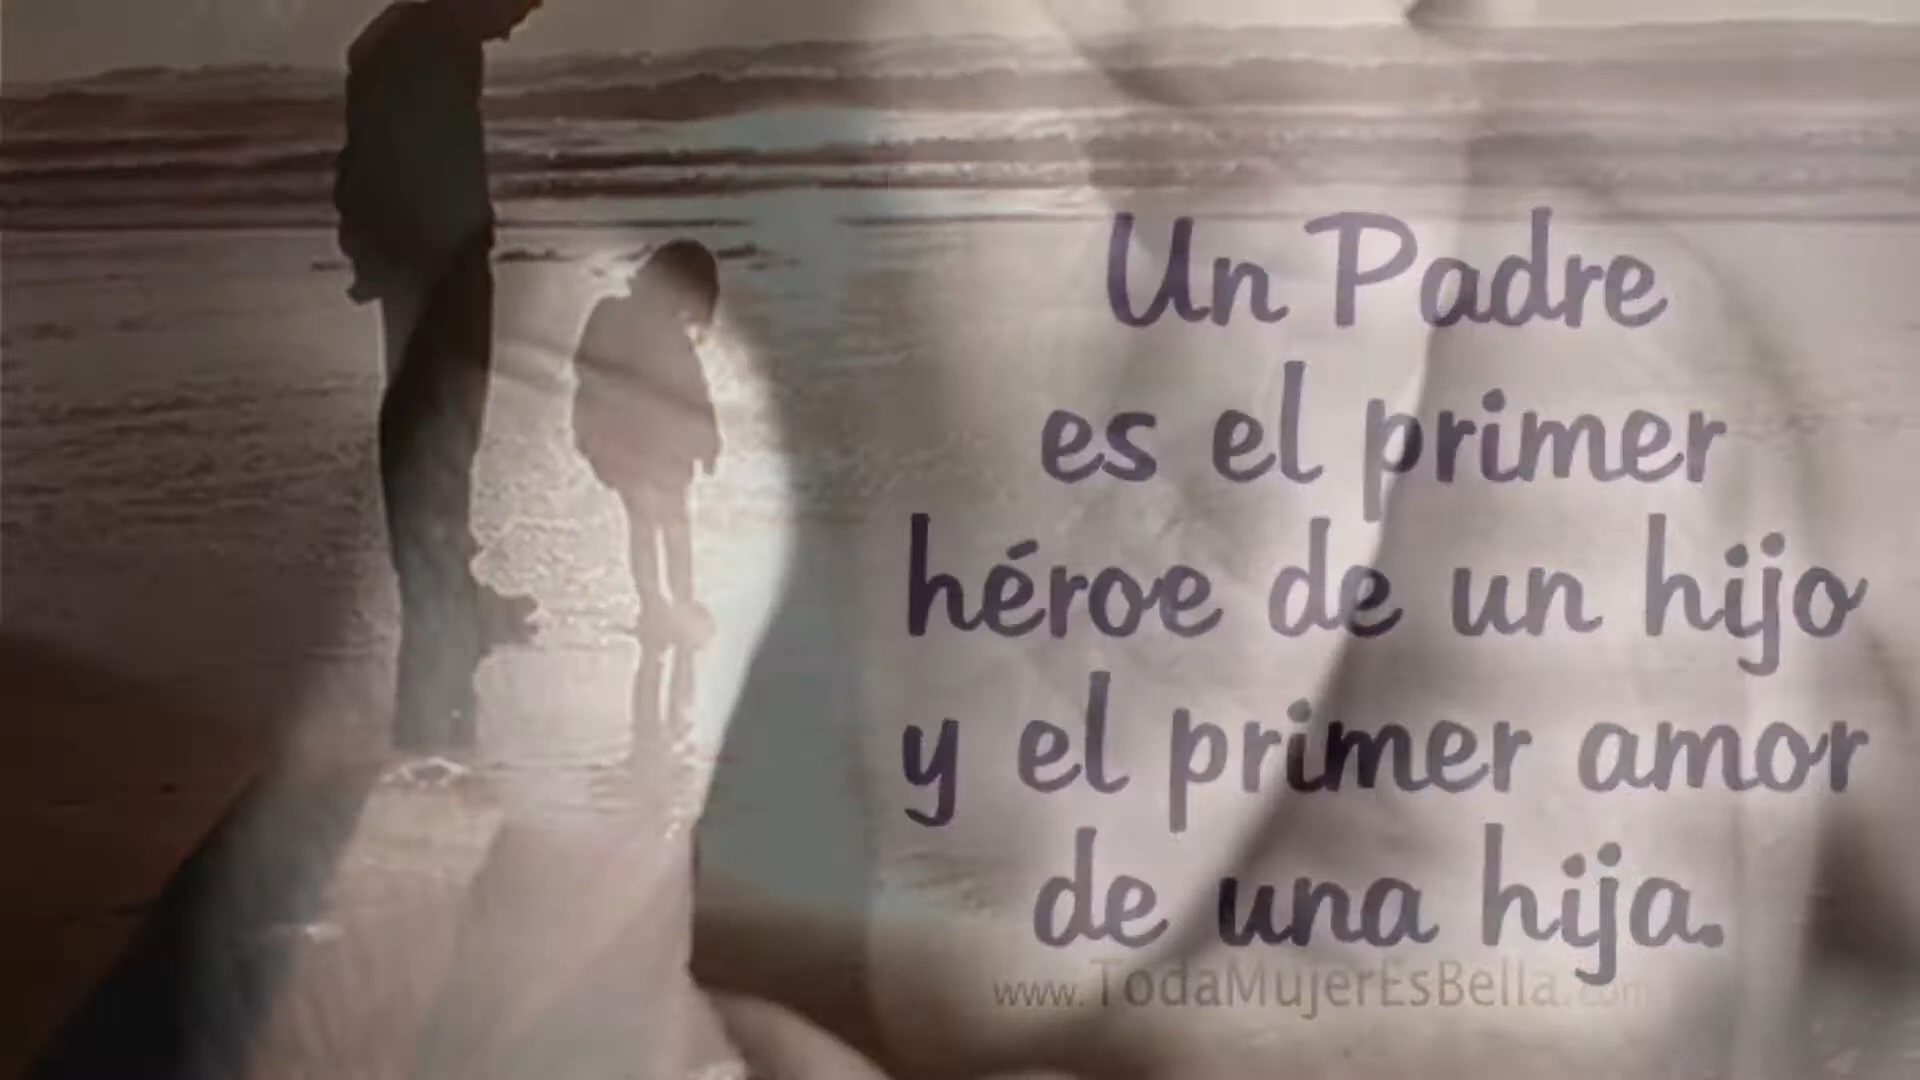 Un Padre
es el primer
héroe de un hijo
y el primer amor
de una hija.
www.TodaMujerEsBella.com